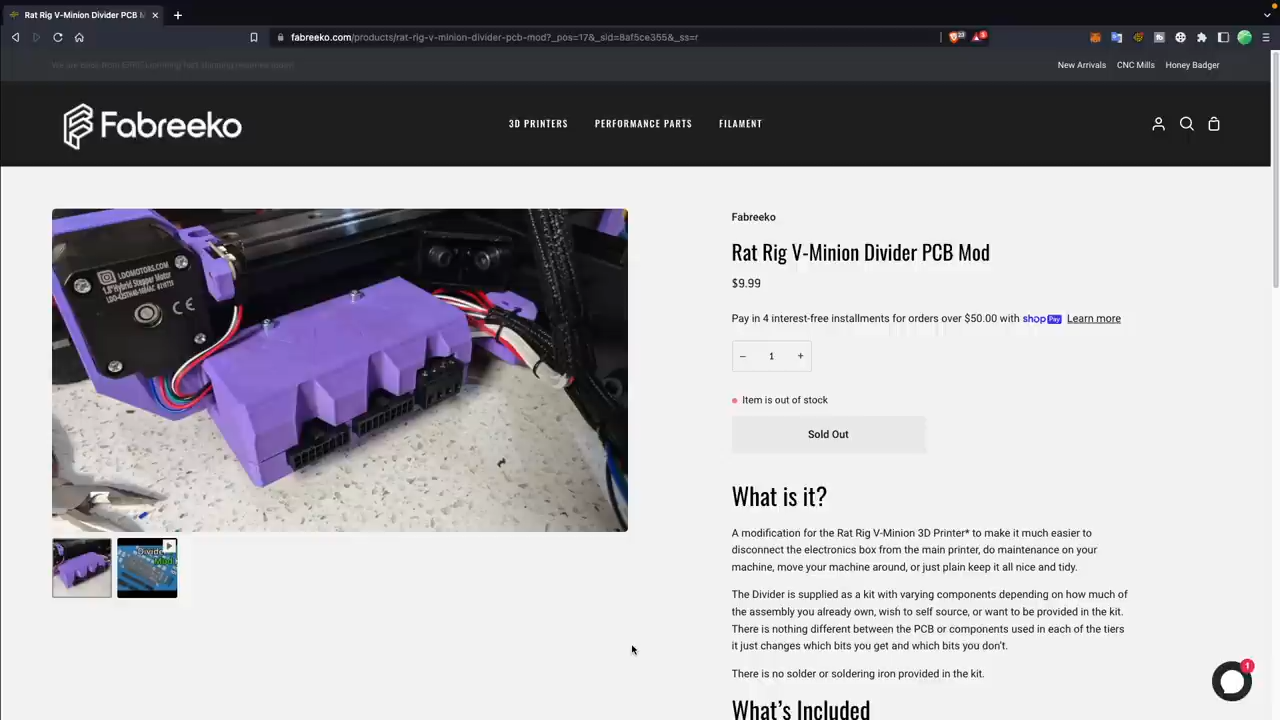 Rat Rig V-Minion Divider PCB M
fabreeko.com/products/rat-rig-v-minion-divider-pcb-mod?_pos=17&_sid=8af5ce355&_ss=r
New Arrivals CNC Mills Honey Badger
Fabreeko
3D PRINTERS PERFORMANCE PARTS FILAMENT
LDOMOTORS.COM
1.8° Hybrid Stepper Motor
CE
Fabreeko
Rat Rig V-Minion Divider PCB Mod
$9.99
Pay in 4 interest-free installments for orders over $50.00 with shop Pay Learn more
− 1 +
Item is out of stock
Sold Out
What is it?
A modification for the Rat Rig V-Minion 3D Printer* to make it much easier to
disconnect the electronics box from the main printer, do maintenance on your
machine, move your machine around, or just plain keep it all nice and tidy.
The Divider is supplied as a kit with varying components depending on how much of
the assembly you already own, wish to self source, or want to be provided in the kit.
There is nothing different between the PCB or components used in each of the tiers
it just changes which bits you get and which bits you don't.
There is no solder or soldering iron provided in the kit.
What's Included
Divide
Mod
1